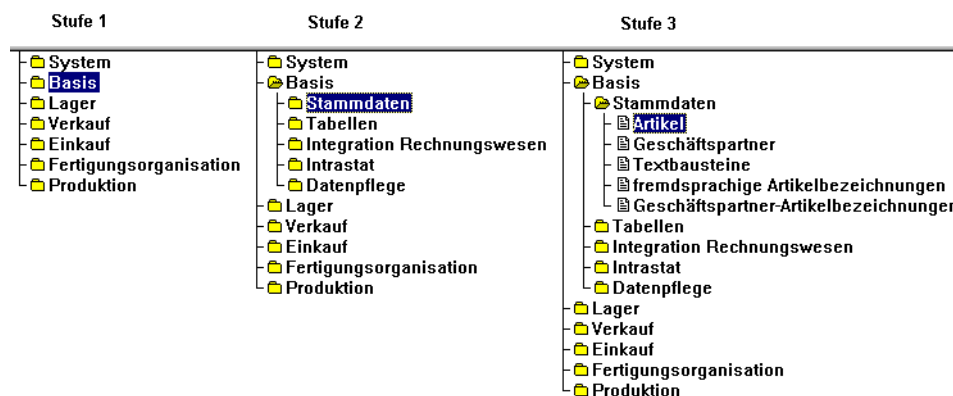 Stufe 1
System
Basis
Lager
Verkauf
Einkauf
Fertigungsorganisation
Produktion
Stufe 2
System
Basis
Stammdaten
Tabellen
Integration Rechnungswesen
Intrastat
Datenpflege
Lager
Verkauf
Einkauf
Fertigungsorganisation
Produktion
Stufe 3
System
Basis
Stammdaten
Artikel
Geschäftspartner
Textbausteine
fremdsprachige Artikelbezeichnungen
Geschäftspartner-Artikelbezeichnungen
Tabellen
Integration Rechnungswesen
Intrastat
Datenpflege
Lager
Verkauf
Einkauf
Fertigungsorganisation
Produktion